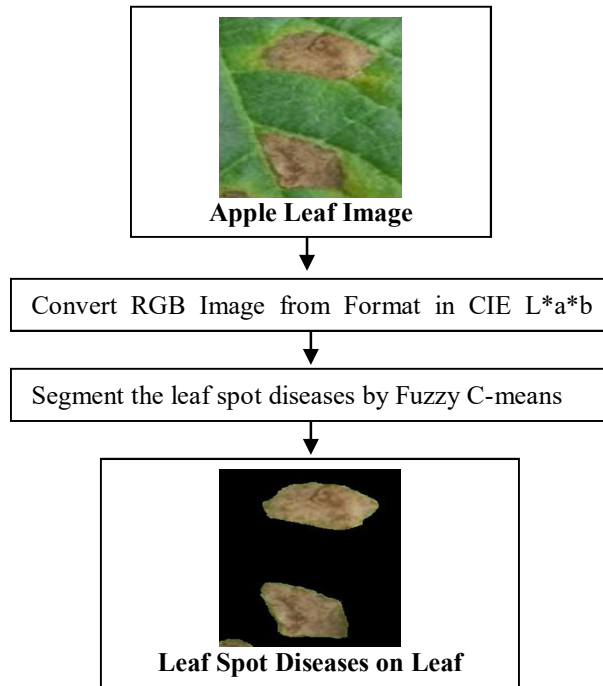 Apple Leaf Image
Convert RGB Image from Format in CIE L*a*b
Segment the leaf spot diseases by Fuzzy C-means
Leaf Spot Diseases on Leaf